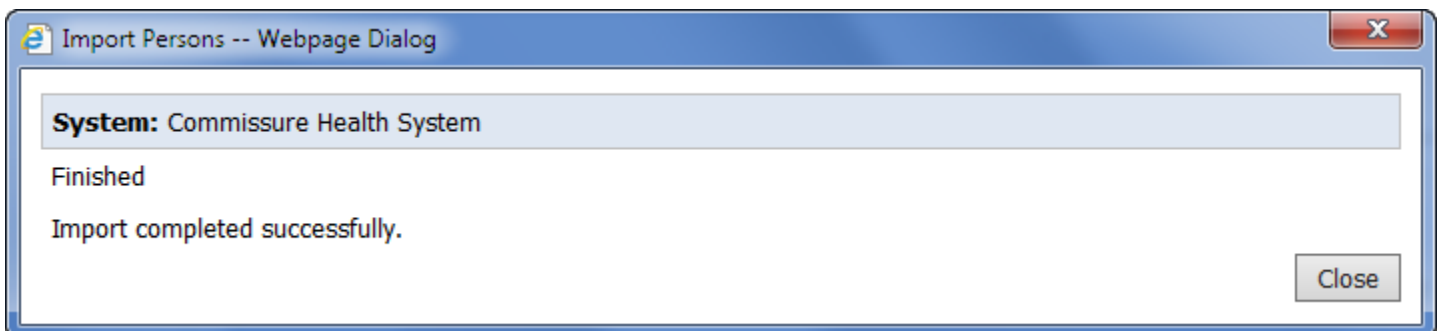 Import Persons -- Webpage Dialog
System: Commissure Health System
Finished
Import completed successfully.
Close